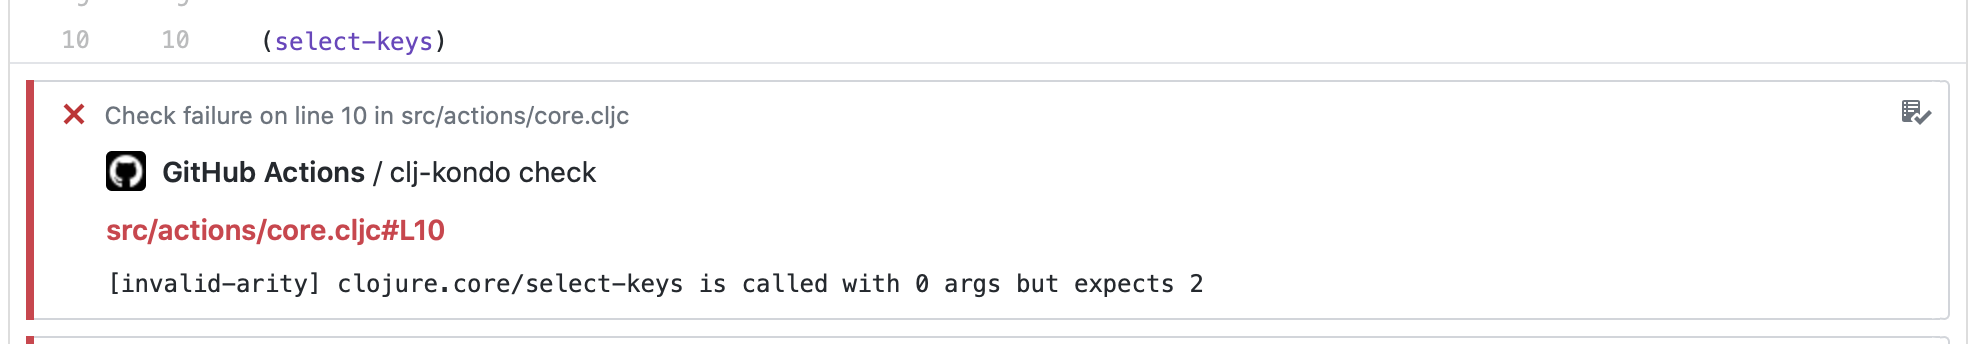 10 10 (select-keys)
Check failure on line 10 in src/actions/core.cljc
GitHub Actions / clj-kondo check
src/actions/core.cljc#L10
[invalid-arity] clojure.core/select-keys is called with 0 args but expects 2